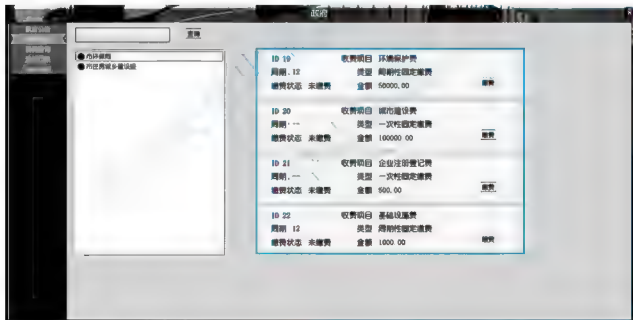 政府
查询
市环保局
市住房城乡建设局
ID 19 收费项目 环境保护费
周期. 12 类型 周期性固定缴费
缴费状态 未缴费 金额 50000.00 缴费
ID 20 收费项目 城市建设费
周期. -- 类型 一次性固定缴费
缴费状态 未缴费 金额 100000 00 缴费
ID 21 收费项目 企业注册登记费
周期. -- 类型 一次性固定缴费
缴费状态 未缴费 金额 500.00 缴费
ID 22 收费项目 基础设施费
周期 12 类型 周期性固定缴费
缴费状态 未缴费 金额 1000 00 缴费